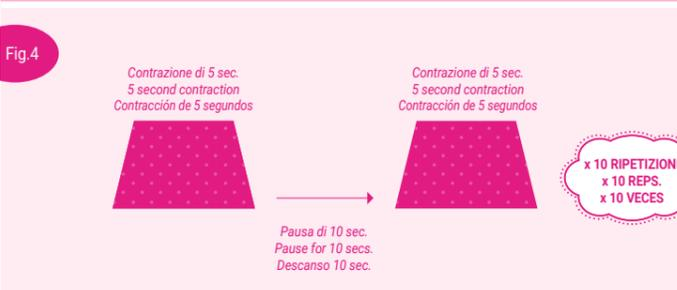 Fig.4
Contrazione di 5 sec.
5 second contraction
Contracción de 5 segundos
Contrazione di 5 sec.
5 second contraction
Contracción de 5 segundos
Pausa di 10 sec.
Pause for 10 secs.
Descanso 10 sec.
x 10 RIPETIZIONI
x 10 REPS.
x 10 VECES